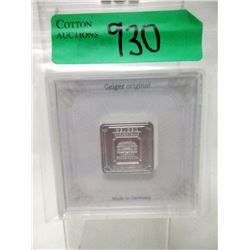 COTTON
AUCTIONS
930
Geiger original
Made in Germany